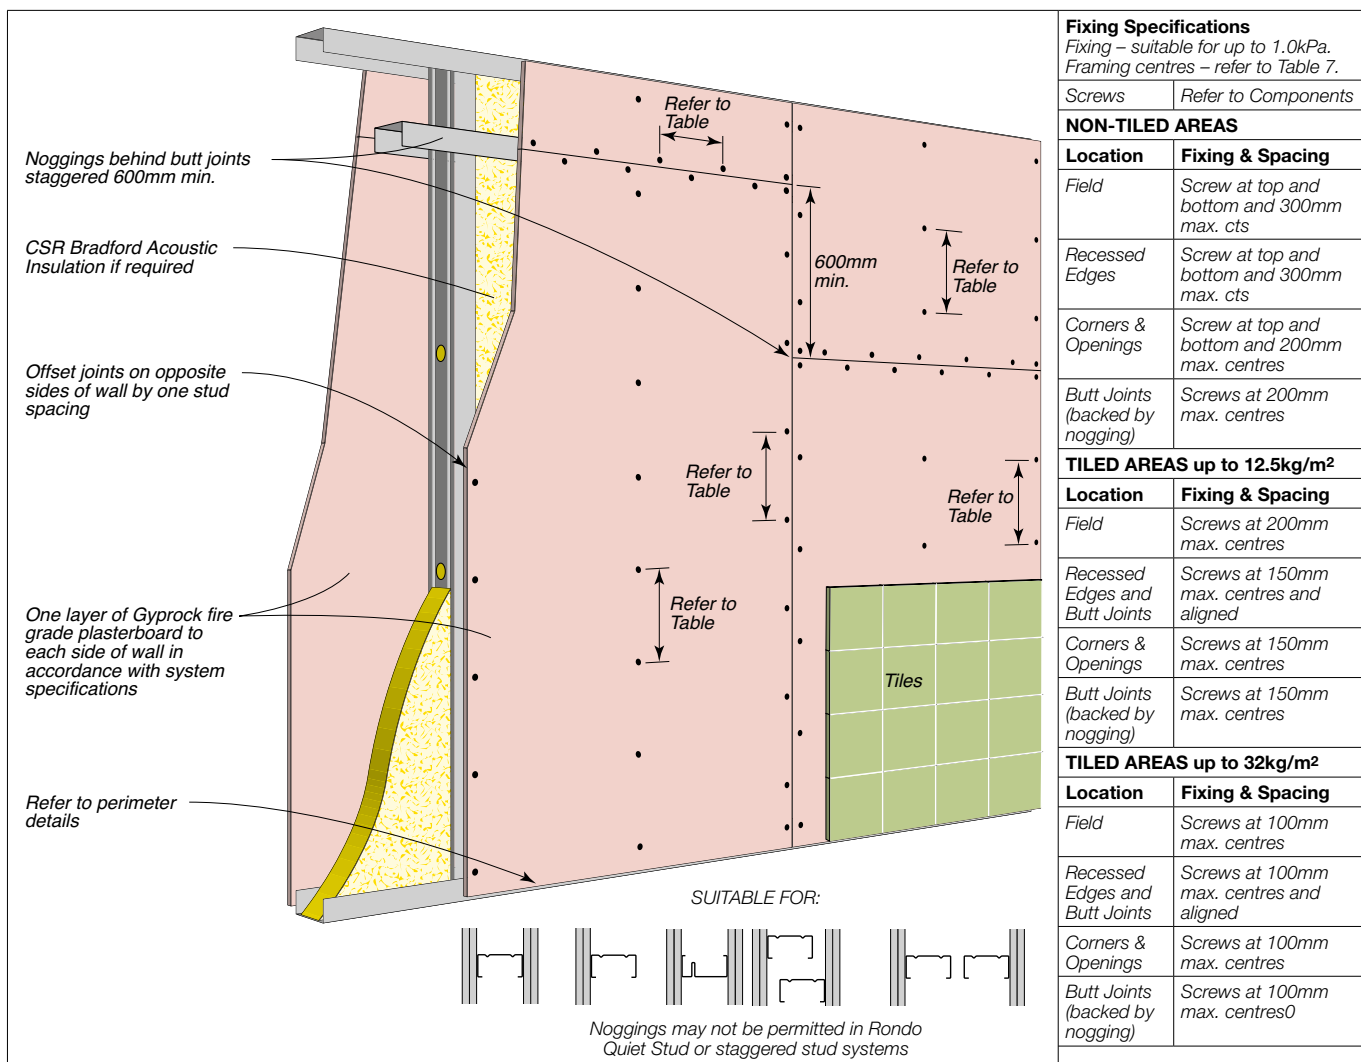 Noggings behind butt joints
staggered 600mm min.
CSR Bradford Acoustic
Insulation if required
Offset joints on opposite
sides of wall by one stud
spacing
One layer of Gyprock fire
grade plasterboard to
each side of wall in
accordance with system
specifications
Refer to perimeter
details
Refer to
Table
600mm
min.
Refer to
Table
Refer to
Table
Refer to
Table
Refer to
Table
Tiles
SUITABLE FOR:
Noggings may not be permitted in Rondo
Quiet Stud or staggered stud systems
Fixing Specifications
Fixing – suitable for up to 1.0kPa.
Framing centres – refer to Table 7.
Screws Refer to Components
NON-TILED AREAS
Location Fixing & Spacing
Field Screw at top and
bottom and 300mm
max. cts
Recessed Screw at top and
Edges bottom and 300mm
max. cts
Corners & Screw at top and
Openings bottom and 200mm
max. centres
Butt Joints Screws at 200mm
(backed by max. centres
nogging)
TILED AREAS up to 12.5kg/m²
Location Fixing & Spacing
Field Screws at 200mm
max. centres
Recessed Screws at 150mm
Edges and max. centres and
Butt Joints aligned
Corners & Screws at 150mm
Openings max. centres
Butt Joints Screws at 150mm
(backed by max. centres
nogging)
TILED AREAS up to 32kg/m²
Location Fixing & Spacing
Field Screws at 100mm
max. centres
Recessed Screws at 100mm
Edges and max. centres and
Butt Joints aligned
Corners & Screws at 100mm
Openings max. centres
Butt Joints Screws at 100mm
(backed by max. centres0
nogging)